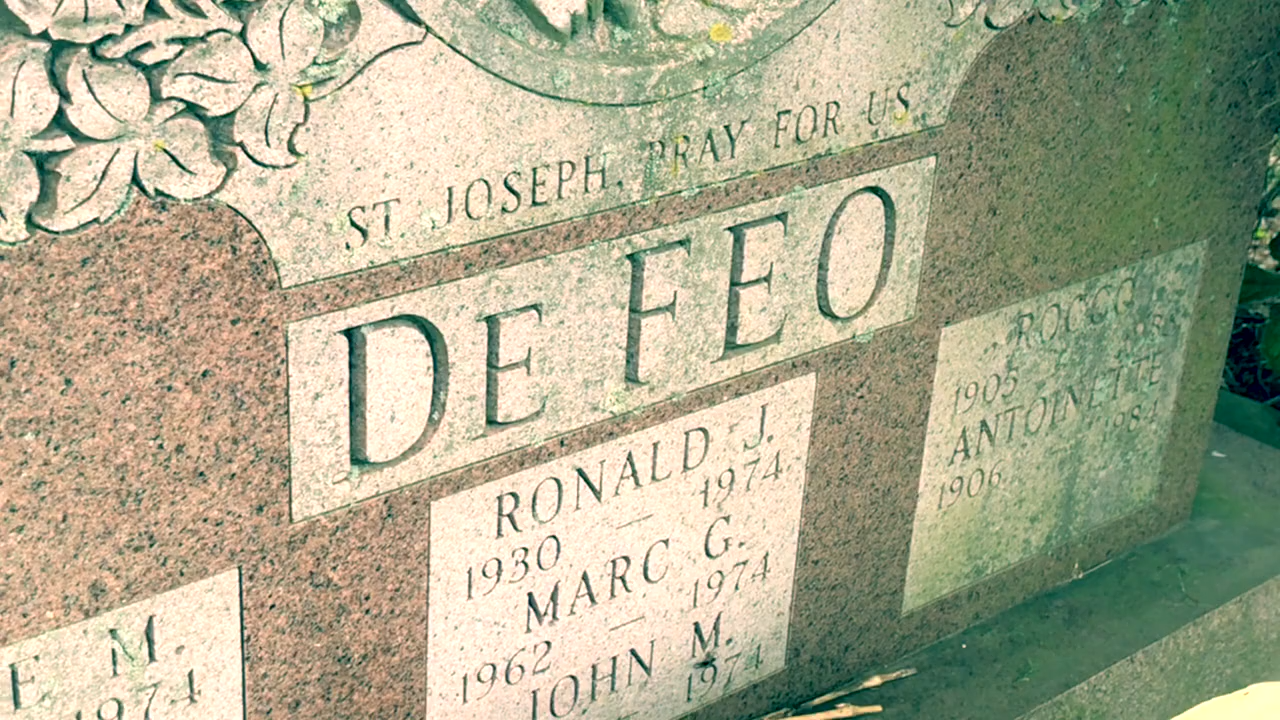 ST. JOSEPH, PRAY FOR US
DE FEO
E M.
1974
RONALD J.
1930 — 1974
MARC G.
1962 — 1974
JOHN M.
1974
ROCCO
1905
ANTOINETTE
1906 — 1984